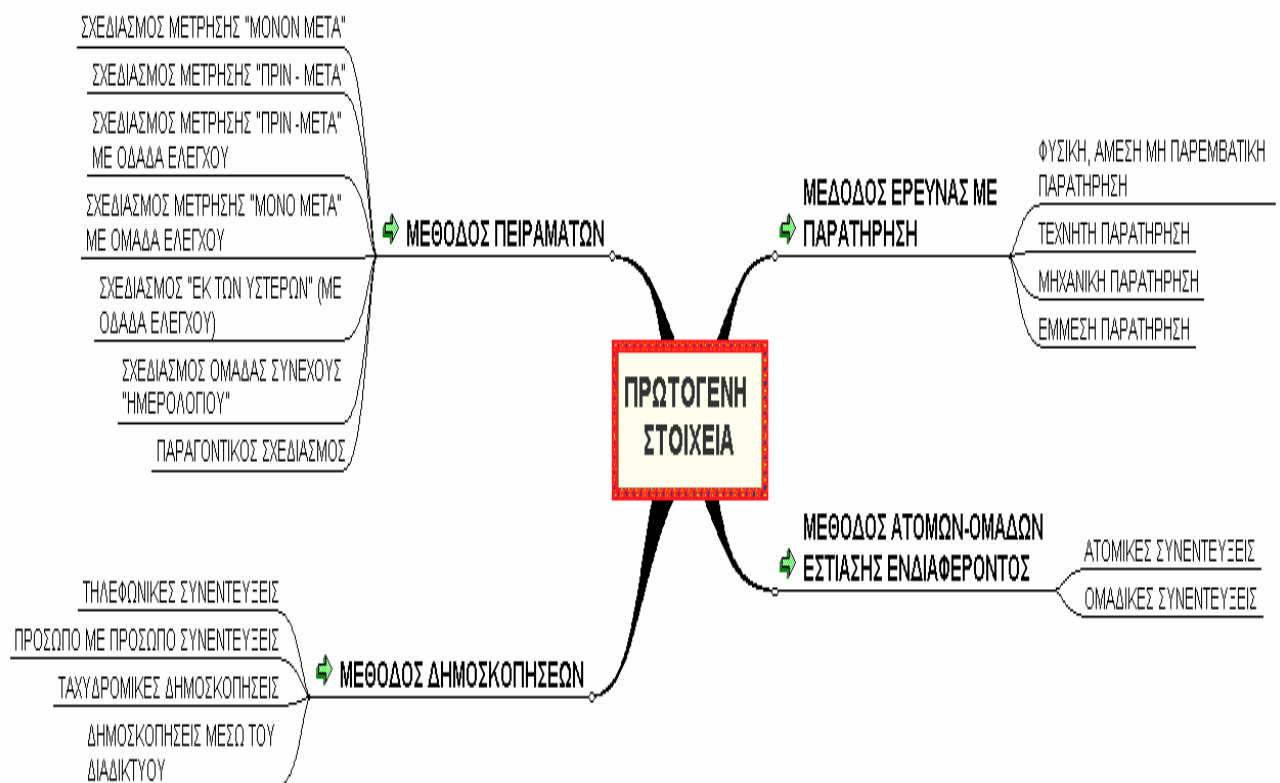 ΣΧΕΔΙΑΣΜΟΣ ΜΕΤΡΗΣΗΣ "ΜΟΝΟΝ ΜΕΤΑ"
ΣΧΕΔΙΑΣΜΟΣ ΜΕΤΡΗΣΗΣ "ΠΡΙΝ - ΜΕΤΑ"
ΣΧΕΔΙΑΣΜΟΣ ΜΕΤΡΗΣΗΣ "ΠΡΙΝ -ΜΕΤΑ"
ΜΕ ΟΔΑΔΑ ΕΛΕΓΧΟΥ
ΣΧΕΔΙΑΣΜΟΣ ΜΕΤΡΗΣΗΣ "ΜΟΝΟ ΜΕΤΑ"
ΜΕ ΟΜΑΔΑ ΕΛΕΓΧΟΥ
ΣΧΕΔΙΑΣΜΟΣ "ΕΚ ΤΩΝ ΥΣΤΕΡΩΝ" (ΜΕ
ΟΔΑΔΑ ΕΛΕΓΧΟΥ)
ΣΧΕΔΙΑΣΜΟΣ ΟΜΑΔΑΣ ΣΥΝΕΧΟΥΣ
"ΗΜΕΡΟΛΟΓΙΟΥ"
ΠΑΡΑΓΟΝΤΙΚΟΣ ΣΧΕΔΙΑΣΜΟΣ
ΜΕΘΟΔΟΣ ΠΕΙΡΑΜΑΤΩΝ
ΜΕΔΟΔΟΣ ΕΡΕΥΝΑΣ ΜΕ
ΠΑΡΑΤΗΡΗΣΗ
ΦΥΣΙΚΗ, ΑΜΕΣΗ ΜΗ ΠΑΡΕΜΒΑΤΙΚΗ
ΠΑΡΑΤΗΡΗΣΗ
ΤΕΧΝΗΤΗ ΠΑΡΑΤΗΡΗΣΗ
ΜΗΧΑΝΙΚΗ ΠΑΡΑΤΗΡΗΣΗ
ΕΜΜΕΣΗ ΠΑΡΑΤΗΡΗΣΗ
ΠΡΩΤΟΓΕΝΗ
ΣΤΟΙΧΕΙΑ
ΜΕΘΟΔΟΣ ΑΤΟΜΩΝ-ΟΜΑΔΩΝ
ΕΣΤΙΑΣΗΣ ΕΝΔΙΑΦΕΡΟΝΤΟΣ
ΑΤΟΜΙΚΕΣ ΣΥΝΕΝΤΕΥΞΕΙΣ
ΟΜΑΔΙΚΕΣ ΣΥΝΕΝΤΕΥΞΕΙΣ
ΤΗΛΕΦΩΝΙΚΕΣ ΣΥΝΕΝΤΕΥΞΕΙΣ
ΠΡΟΣΩΠΟ ΜΕ ΠΡΟΣΩΠΟ ΣΥΝΕΝΤΕΥΞΕΙΣ
ΤΑΧΥΔΡΟΜΙΚΕΣ ΔΗΜΟΣΚΟΠΗΣΕΙΣ
ΔΗΜΟΣΚΟΠΗΣΕΙΣ ΜΕΣΩ ΤΟΥ
ΔΙΑΔΙΚΤΥΟΥ
ΜΕΘΟΔΟΣ ΔΗΜΟΣΚΟΠΗΣΕΩΝ